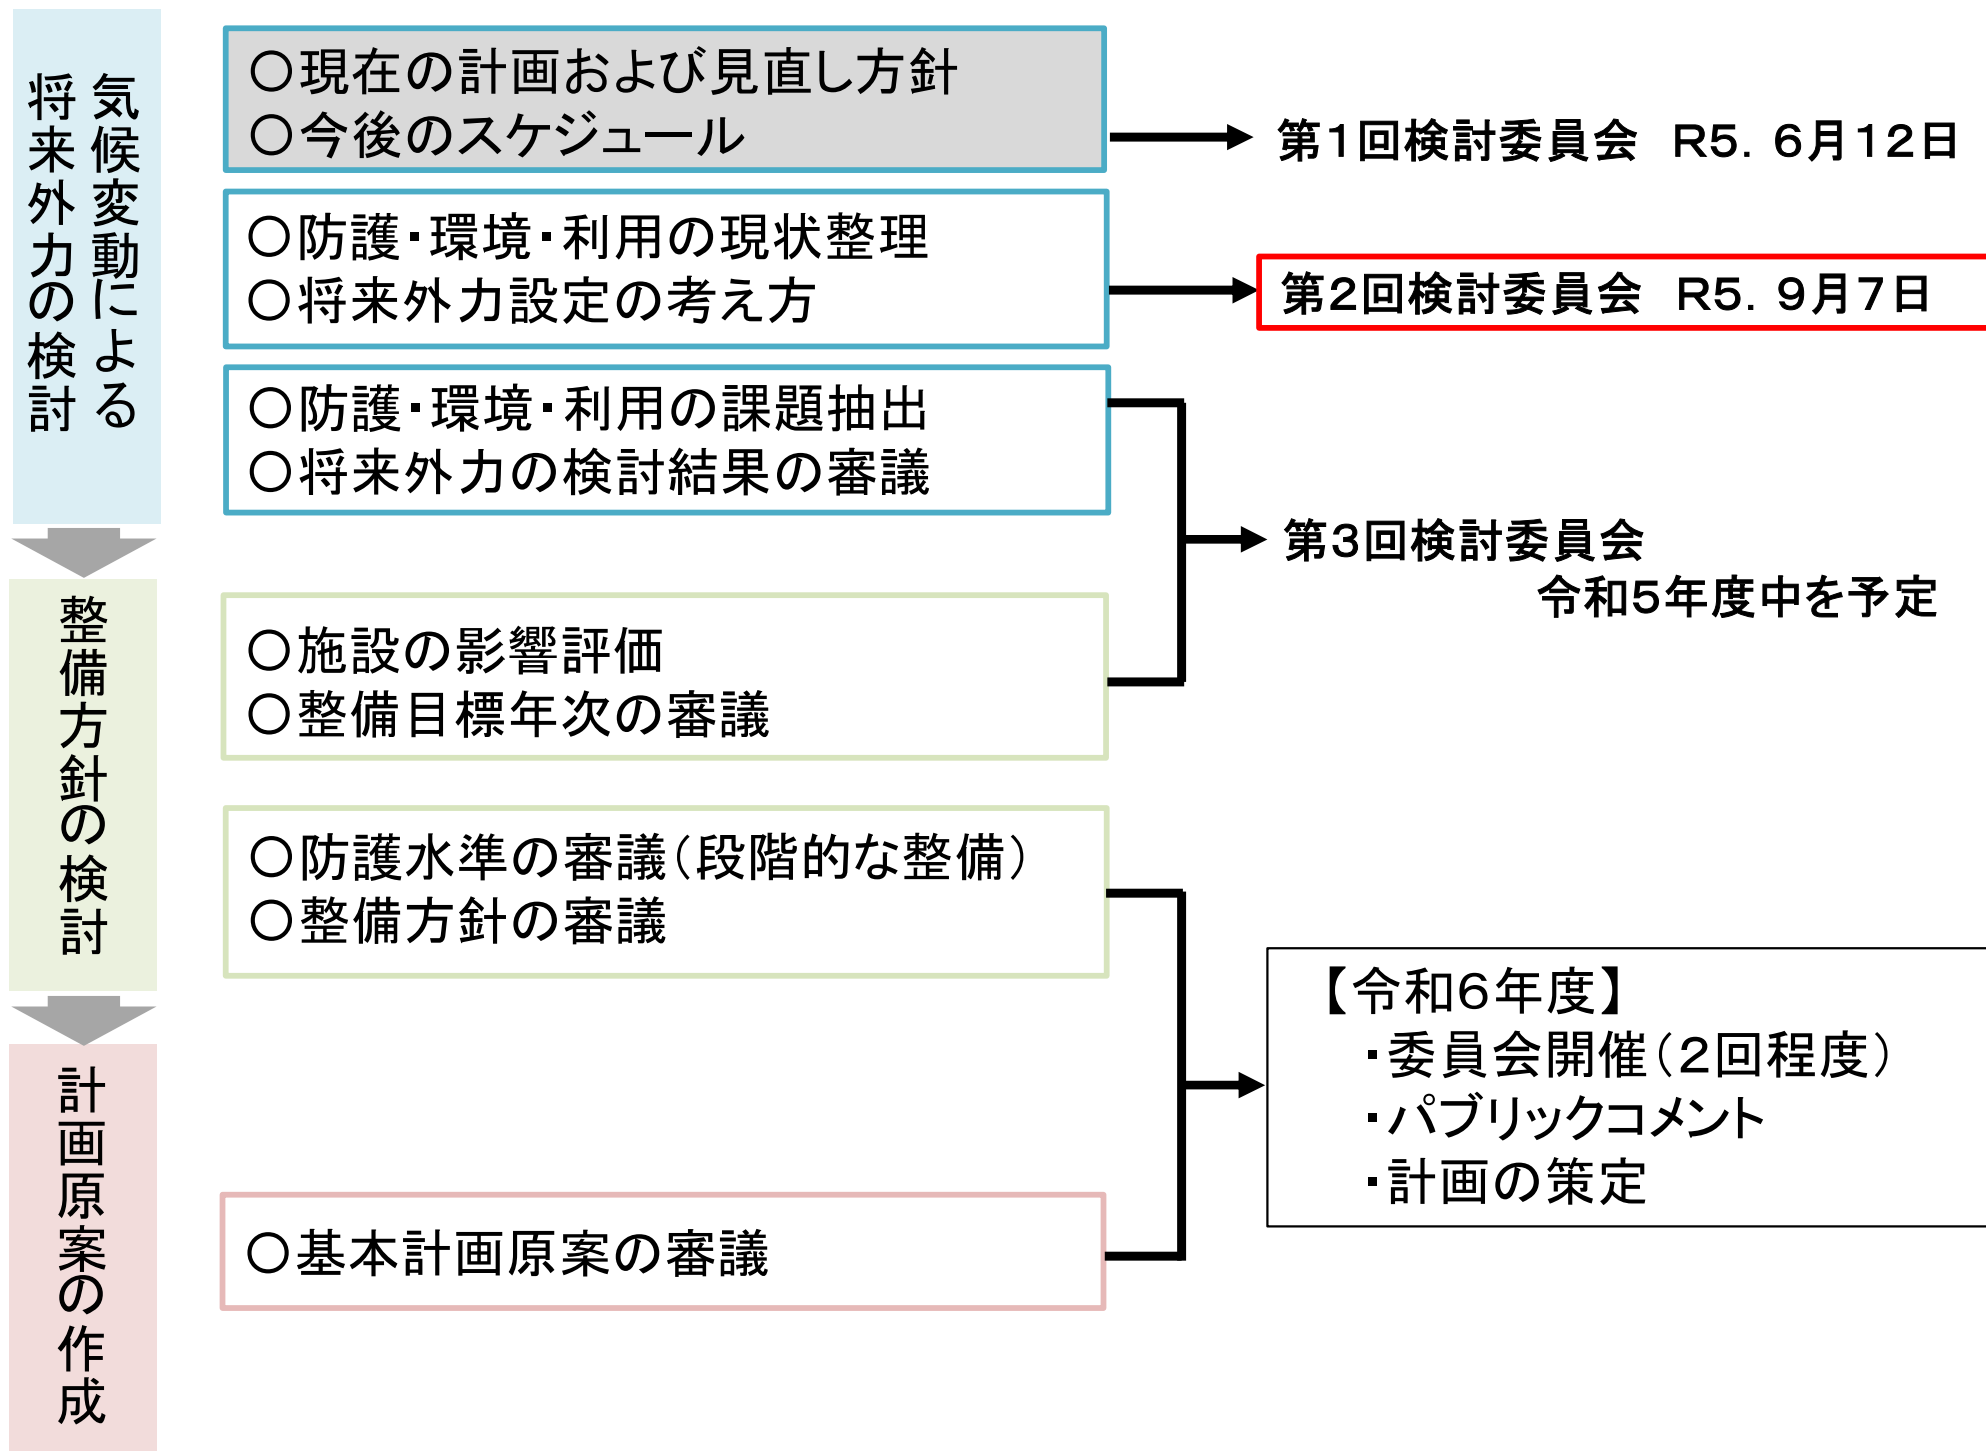 気候変動による
将来外力の検討
○現在の計画および見直し方針
○今後のスケジュール
第1回検討委員会　R5．6月12日
○防護・環境・利用の現状整理
○将来外力設定の考え方
第2回検討委員会　R5．9月7日
○防護・環境・利用の課題抽出
○将来外力の検討結果の審議
第3回検討委員会
令和5年度中を予定
整備方針の検討
○施設の影響評価
○整備目標年次の審議
○防護水準の審議（段階的な整備）
○整備方針の審議
【令和6年度】
・委員会開催（2回程度）
・パブリックコメント
・計画の策定
計画原案の作成
○基本計画原案の審議